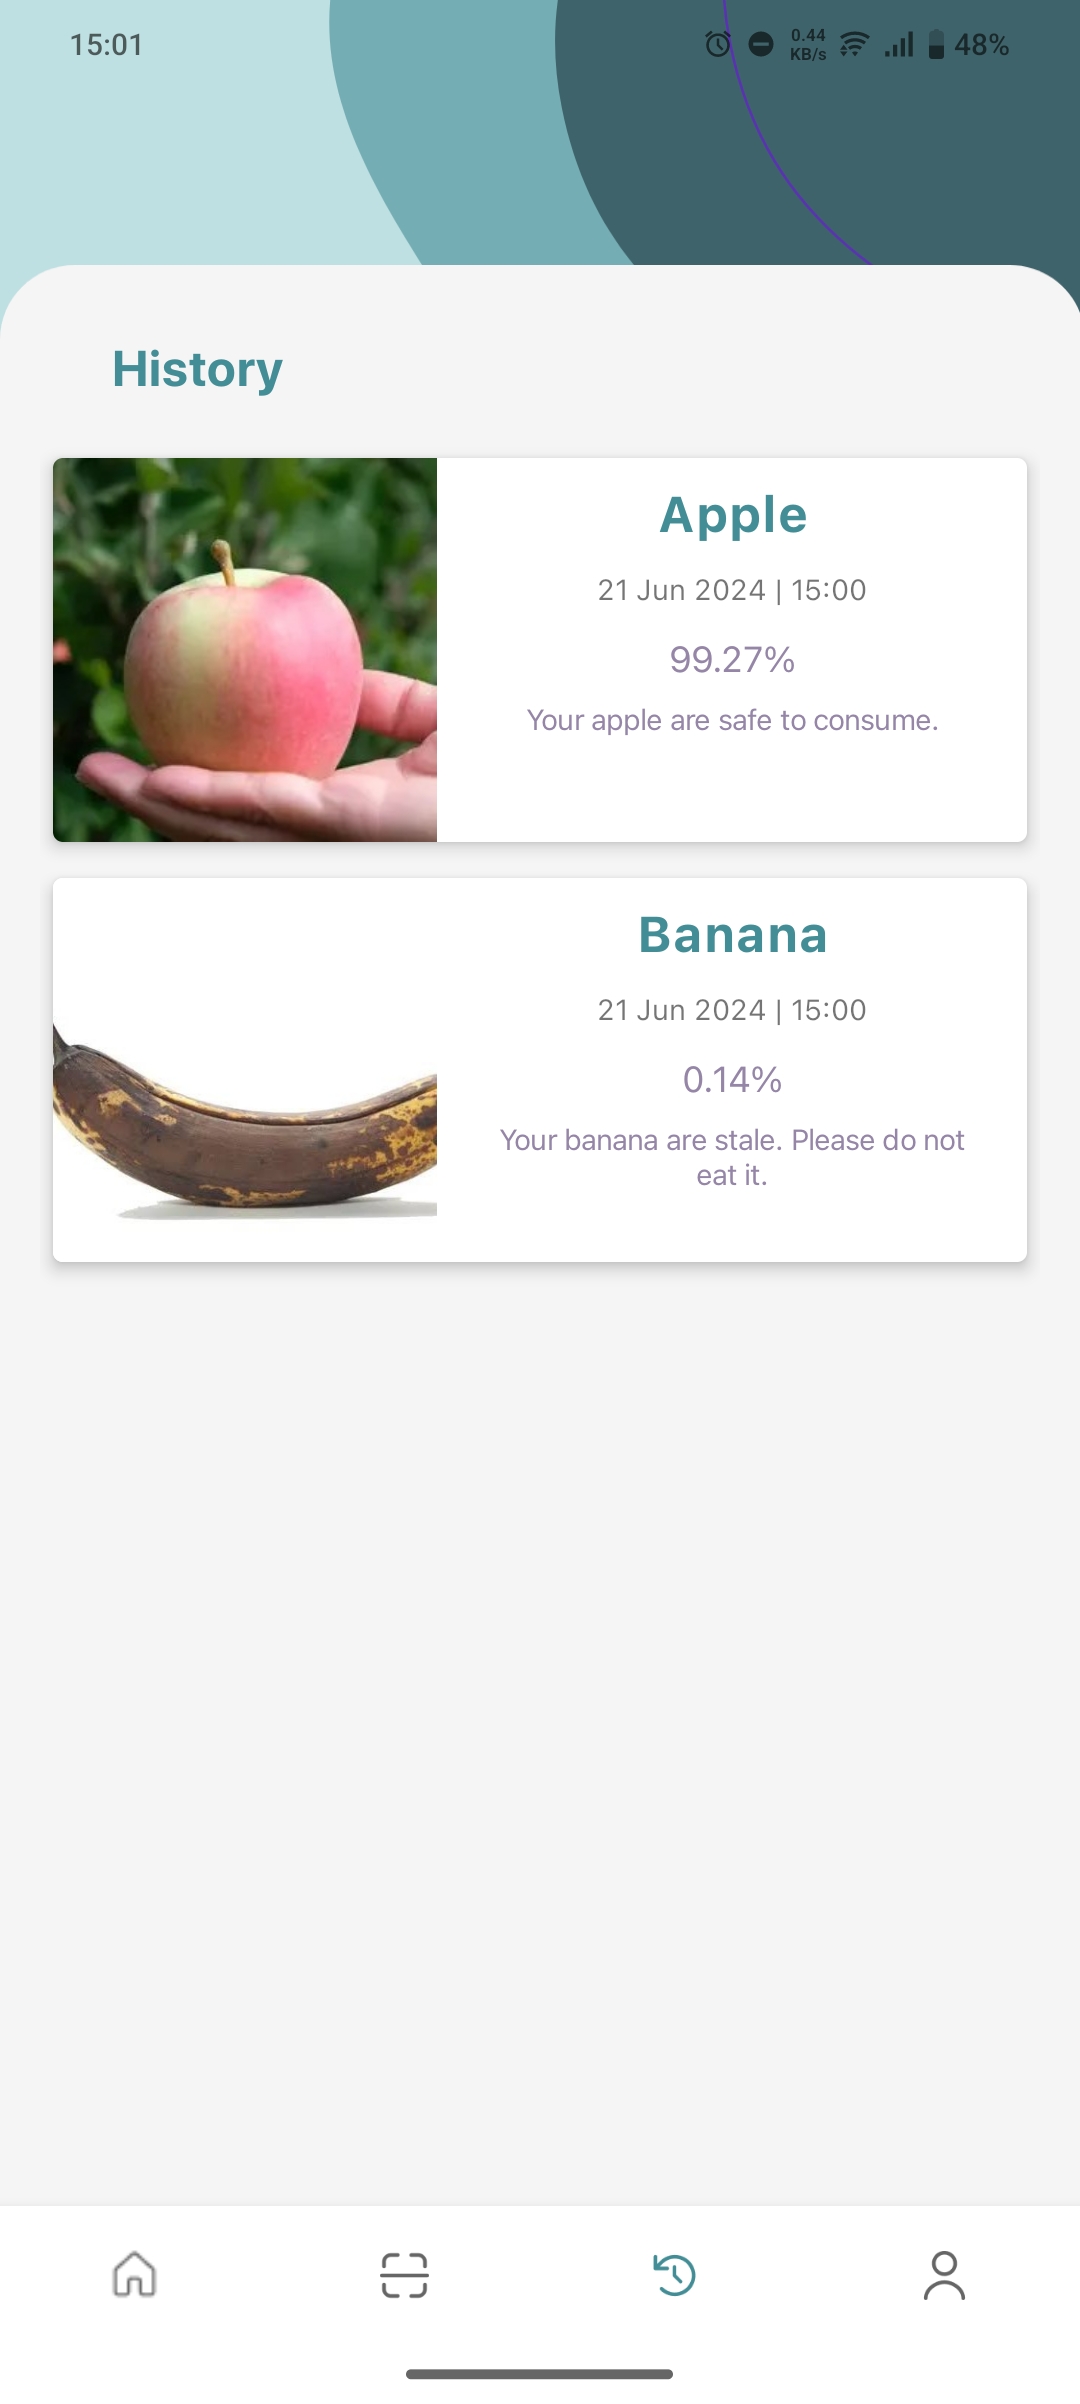 15:01
0.44
KB/s
48%
History
Apple
21 Jun 2024 | 15:00
99.27%
Your apple are safe to consume.
Banana
21 Jun 2024 | 15:00
0.14%
Your banana are stale. Please do not
eat it.